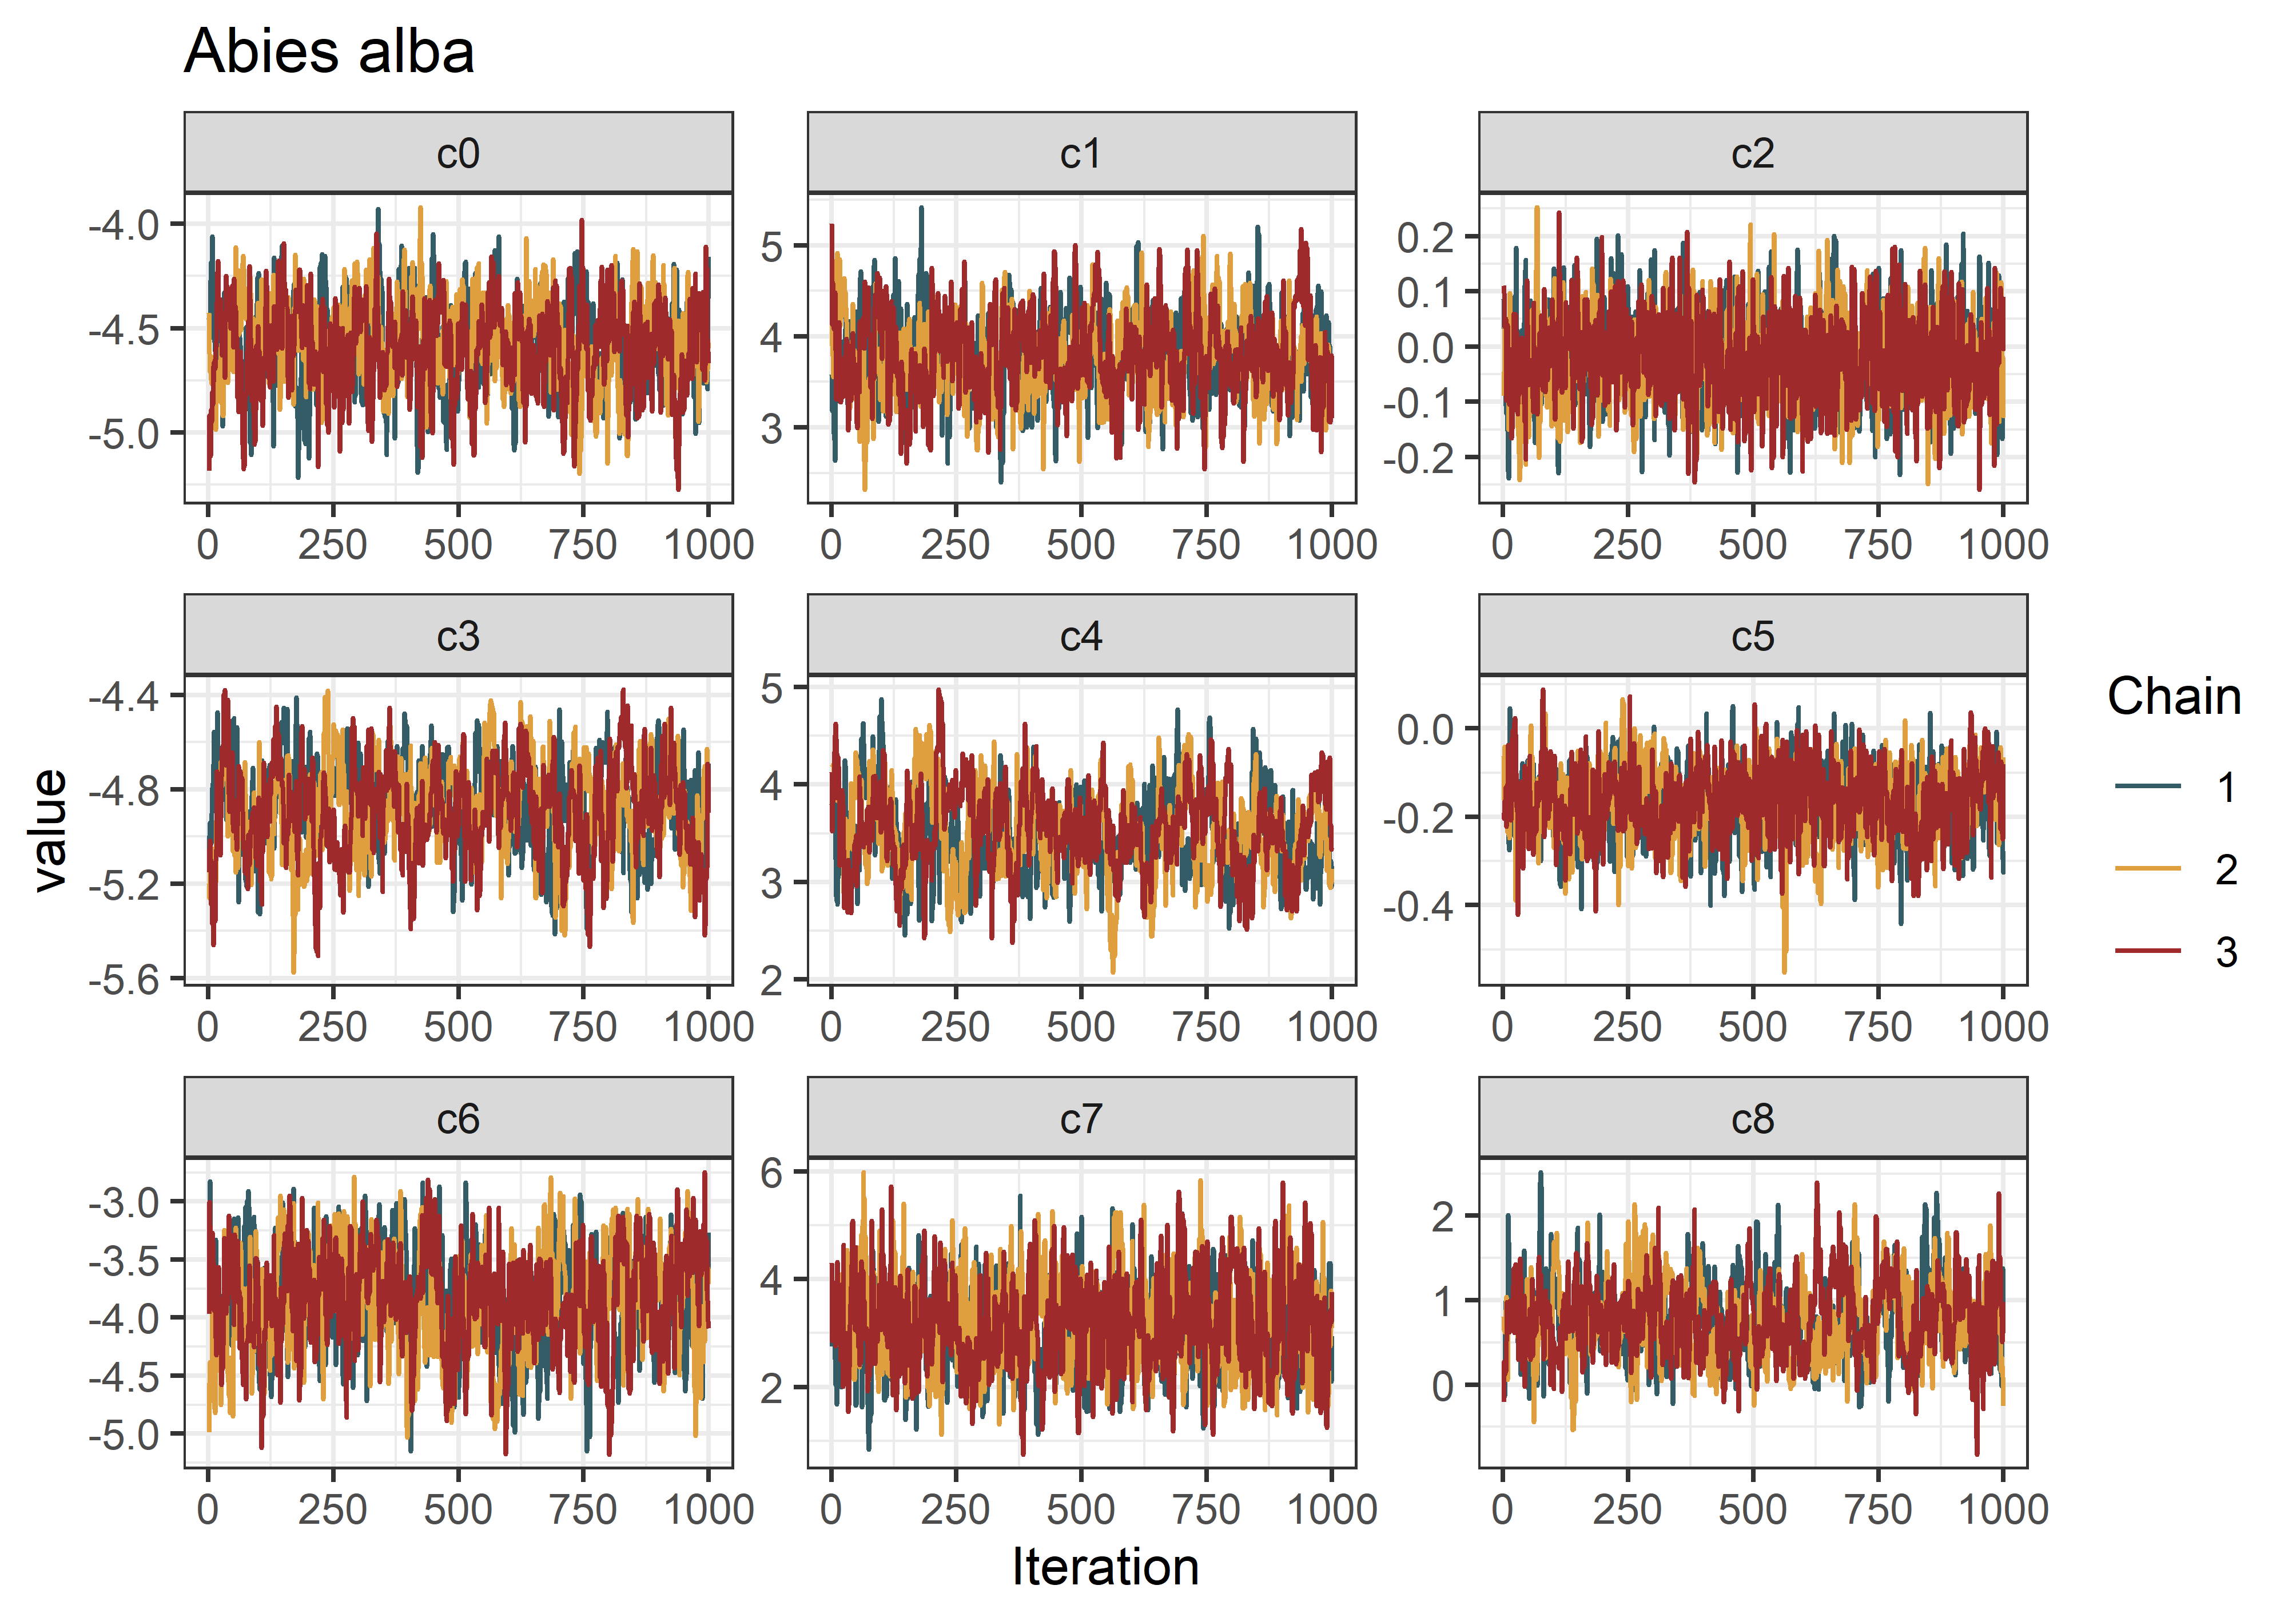 Abies alba
c0 c1 c2
-4.0 -4.5 -5.0
5 4 3
0.2 0.1 0.0 -0.1 -0.2
0 250 500 750 1000 0 250 500 750 1000 0 250 500 750 1000
c3 c4 c5
-4.4 -4.8 -5.2 -5.6
5 4 3 2
0.0 -0.2 -0.4
0 250 500 750 1000 0 250 500 750 1000 0 250 500 750 1000
c6 c7 c8
-3.0 -3.5 -4.0 -4.5 -5.0
6 4 2
2 1 0
0 250 500 750 1000 0 250 500 750 1000 0 250 500 750 1000
value
Iteration
Chain
1
2
3